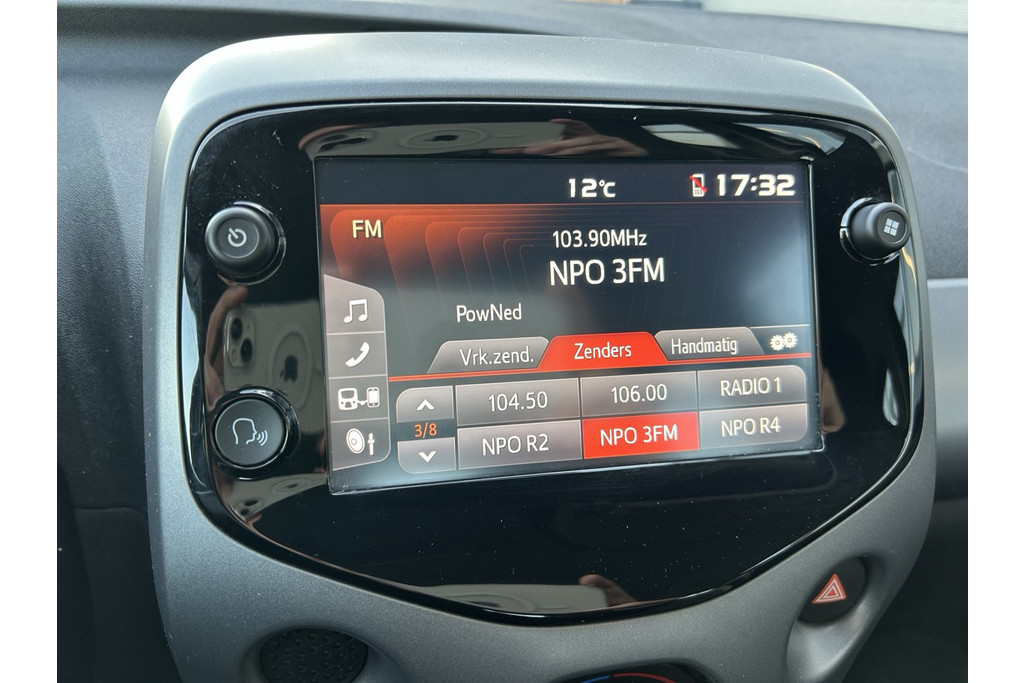 12°C 17:32
FM
103.90MHz
NPO 3FM
PowNed
Vrk.zend. Zenders Handmatig
3/8 104.50 106.00 RADIO 1
NPO R2 NPO 3FM NPO R4